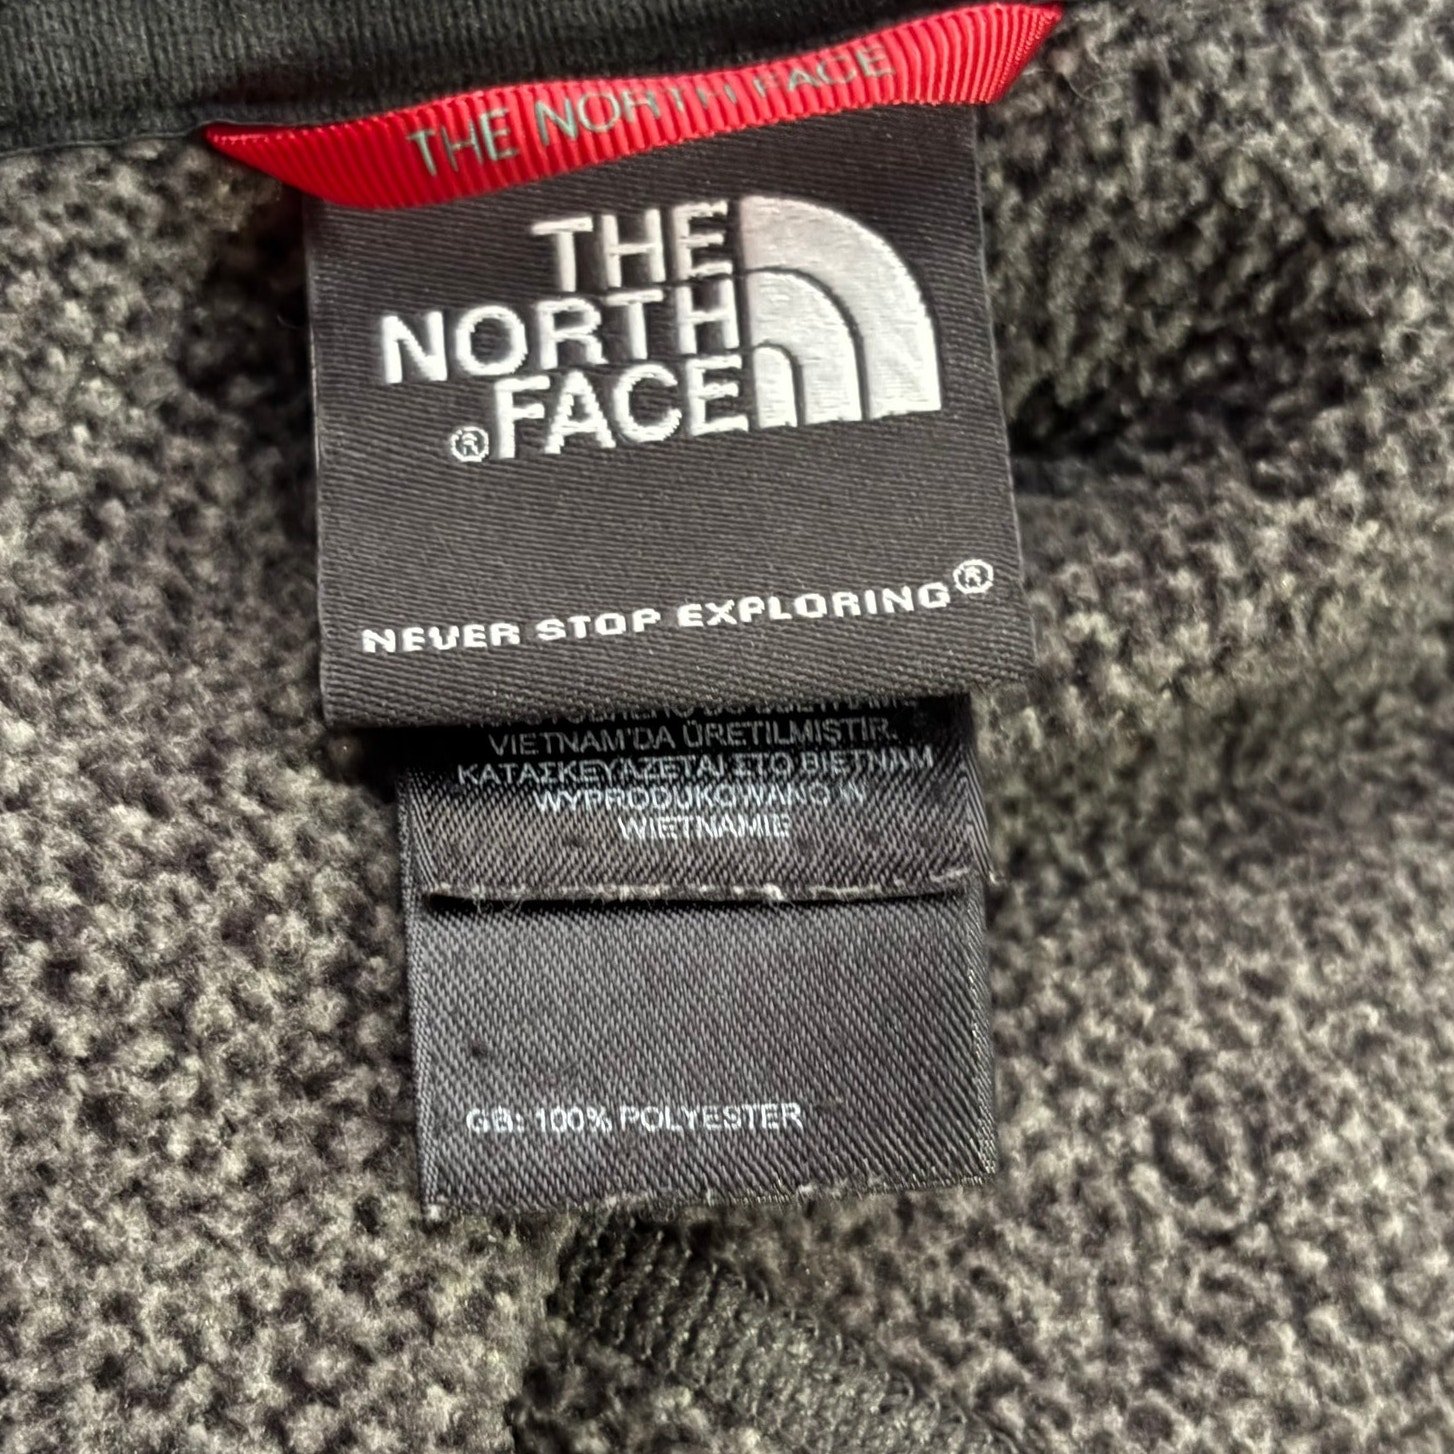 THE NORTH FACE
THE
NORTH
FACE
®
NEVER STOP EXPLORING®
VIETNAM'DA ÜRETILMISTIR.
ΚΑΤΑΣΚΕΥΑΖΕΤΑΙ ΣΤΟ ΒΙΕΤΝΑΜ
WYPRODUKOWANO W
WIETNAMIE
GB: 100% POLYESTER